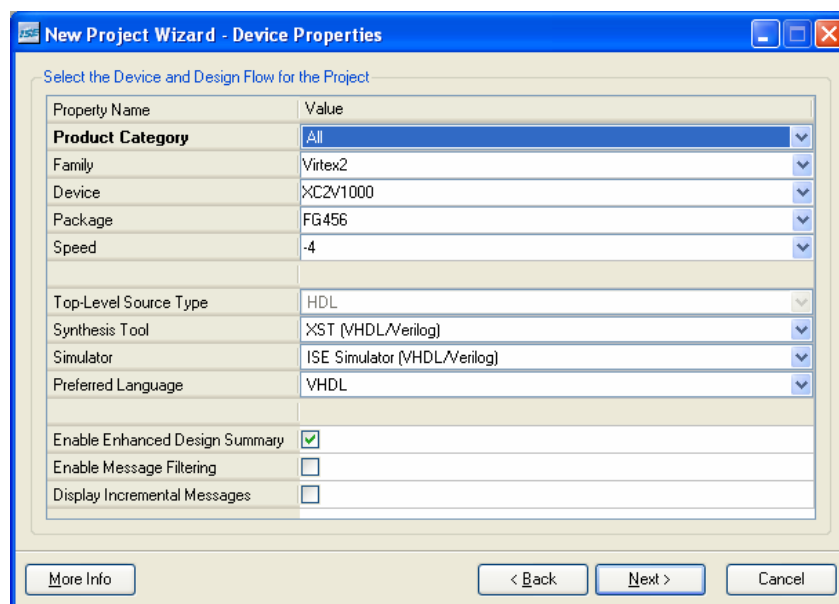 ISE New Project Wizard - Device Properties
Select the Device and Design Flow for the Project
Property Name Value
Product Category All
Family Virtex2
Device XC2V1000
Package FG456
Speed -4
Top-Level Source Type HDL
Synthesis Tool XST (VHDL/Verilog)
Simulator ISE Simulator (VHDL/Verilog)
Preferred Language VHDL
Enable Enhanced Design Summary
Enable Message Filtering
Display Incremental Messages
More Info < Back Next > Cancel